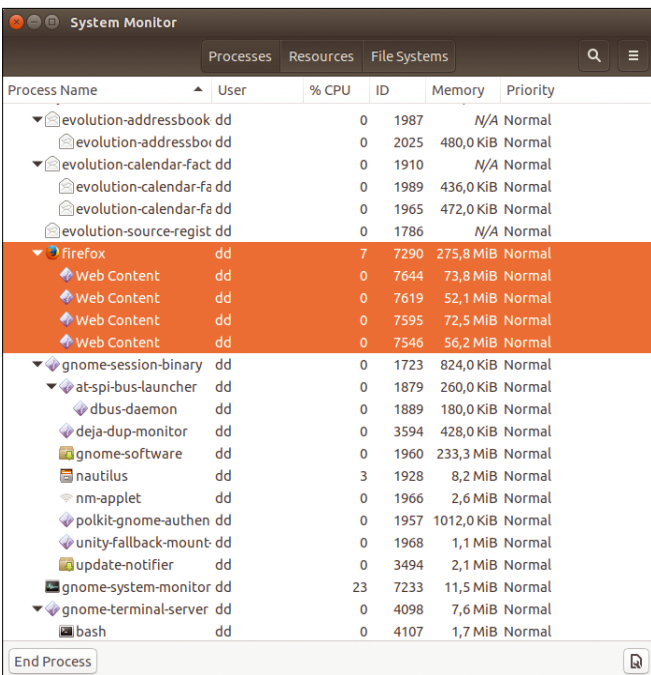 System Monitor
Processes Resources File Systems
Process Name User % CPU ID Memory Priority
evolution-addressbook dd 0 1987 N/A Normal
evolution-addressboo dd 0 2025 480,0 KiB Normal
evolution-calendar-fact dd 0 1910 N/A Normal
evolution-calendar-fa dd 0 1989 436,0 KiB Normal
evolution-calendar-fa dd 0 1965 472,0 KiB Normal
evolution-source-regist dd 0 1786 N/A Normal
firefox dd 7 7290 275,8 MiB Normal
Web Content dd 0 7644 73,8 MiB Normal
Web Content dd 0 7619 52,1 MiB Normal
Web Content dd 0 7595 72,5 MiB Normal
Web Content dd 0 7546 56,2 MiB Normal
gnome-session-binary dd 0 1723 824,0 KiB Normal
at-spi-bus-launcher dd 0 1879 260,0 KiB Normal
dbus-daemon dd 0 1889 180,0 KiB Normal
deja-dup-monitor dd 0 3594 428,0 KiB Normal
gnome-software dd 0 1960 233,3 MiB Normal
nautilus dd 3 1928 8,2 MiB Normal
nm-applet dd 0 1966 2,6 MiB Normal
polkit-gnome-authen dd 0 1957 1012,0 KiB Normal
unity-fallback-mount- dd 0 1968 1,1 MiB Normal
update-notifier dd 0 3494 2,1 MiB Normal
gnome-system-monitor dd 23 7233 11,5 MiB Normal
gnome-terminal-server dd 0 4098 7,6 MiB Normal
bash dd 0 4107 1,7 MiB Normal
End Process